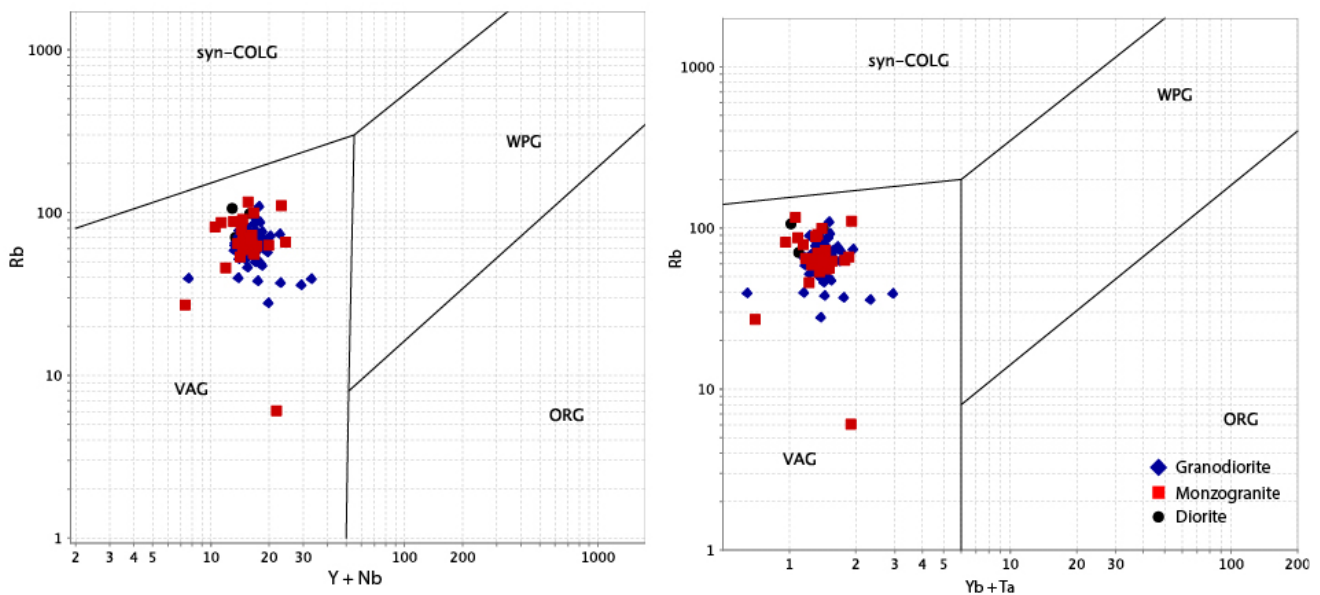 syn-COLG
WPG
VAG
ORG
1000
100
10
1
Rb
2 3 4 5 10 20 30 100 200 1000
Y + Nb
syn-COLG
WPG
VAG
ORG
1000
100
10
1
Rb
1 2 3 4 5 10 20 30 100 200
Yb + Ta
Granodiorite
Monzogranite
Diorite